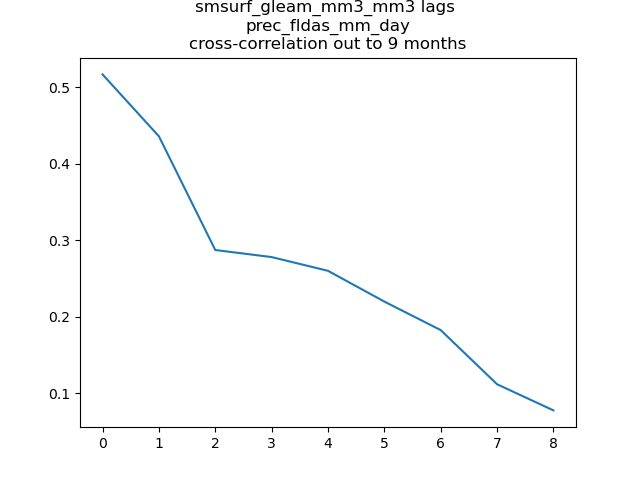 smsurf_gleam_mm3_mm3 lags
prec_fldas_mm_day
cross-correlation out to 9 months
0.5
0.4
0.3
0.2
0.1
0 1 2 3 4 5 6 7 8